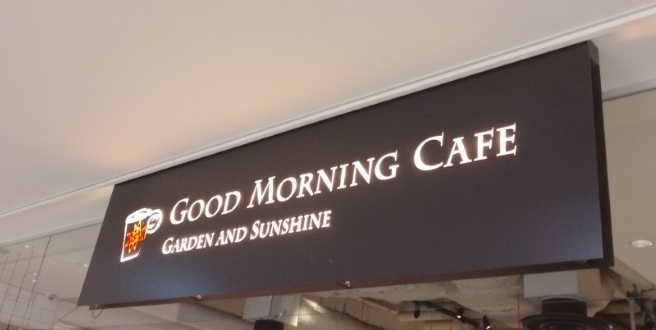 GOOD MORNING CAFE
GARDEN AND SUNSHINE